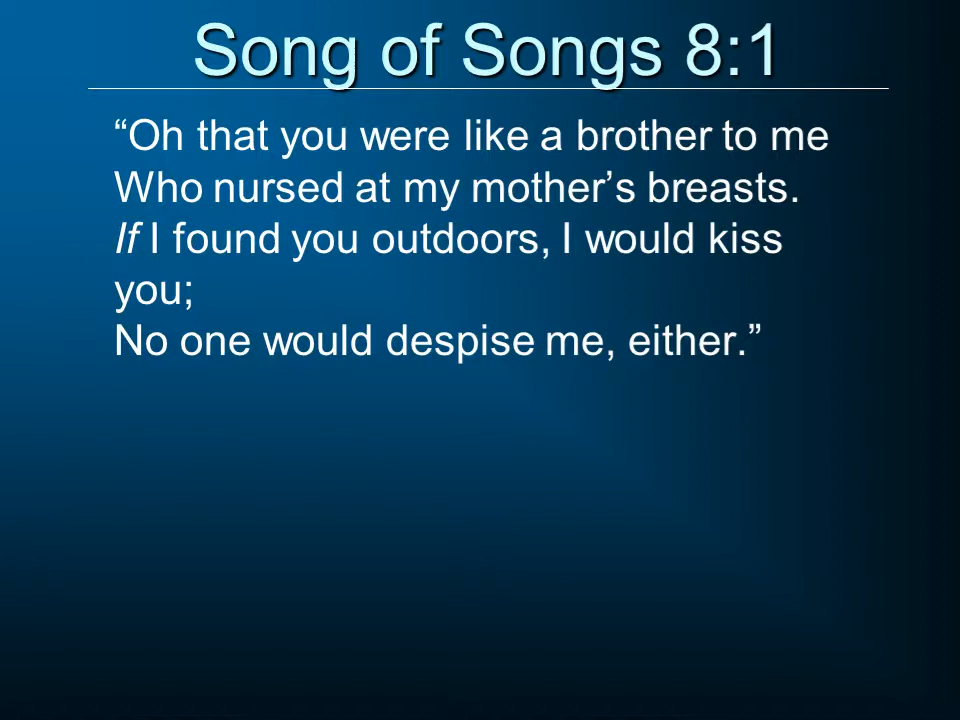 Song of Songs 8:1
“Oh that you were like a brother to me
Who nursed at my mother’s breasts.
If I found you outdoors, I would kiss
you;
No one would despise me, either.”